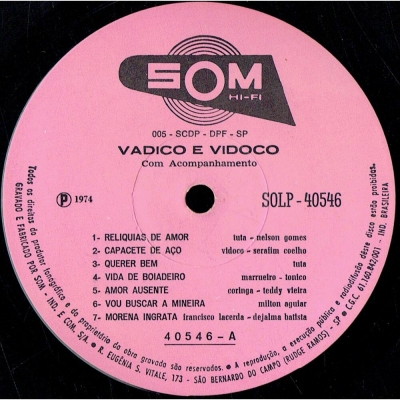 SOM
HI-FI
005 - SCDP - DPF - SP
VADICO E VIDOCO
Com Acompanhamento
℗ 1974
SOLP - 40546
1- RELIQUIAS DE AMOR tuta - nelson gomes
2- CAPACETE DE AÇO vidoco - serafim coelho
3- QUERER BEM tuta
4- VIDA DE BOIADEIRO marrueiro - tonico
5- AMOR AUSENTE coringa - teddy vieira
6- VOU BUSCAR A MINEIRA milton aguiar
7- MORENA INGRATA francisco lacerda - dejalma batista
40546 - A
Todos os direitos do produtor fonográfico e do proprietário da obra gravada são reservados. • A reprodução, a execução pública e radiodifusão dêste disco estão proibidas.
GRAVADO E FABRICADO POR SOM - IND. E COM. S/A. • R. EUGÊNIA S. VITALE, 173 - SÃO BERNARDO DO CAMPO (RUDGE RAMOS) - SP • C.G.C. 61.160.842/001 - IND. BRASILEIRA